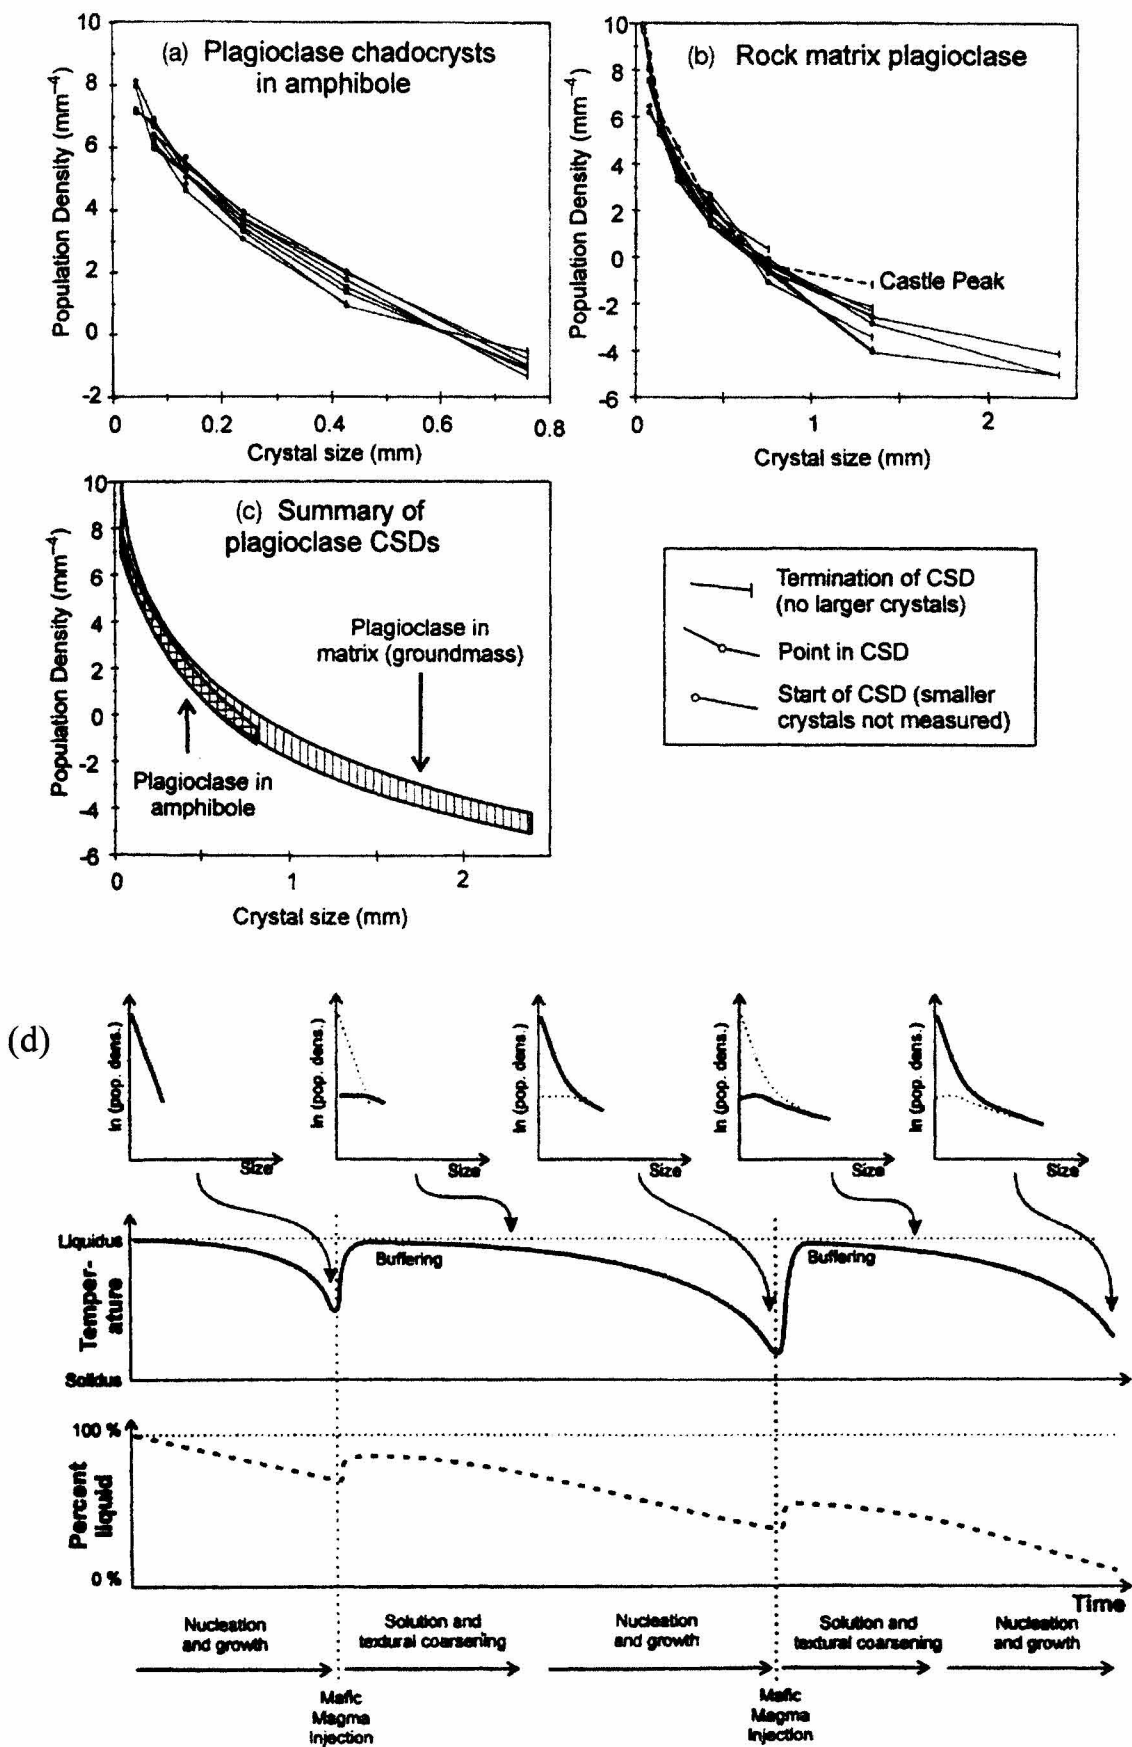 (a) Plagioclase chadocrysts
in amphibole
Population Density (mm⁻⁴)
10
8
6
4
2
0
-2
0
0.2
0.4
0.6
0.8
Crystal size (mm)
(b) Rock matrix plagioclase
Population Density (mm⁻⁴)
10
8
6
4
2
0
-2
-4
-6
Castle Peak
0
1
2
Crystal size (mm)
(c) Summary of
plagioclase CSDs
Population Density (mm⁻⁴)
10
8
6
4
2
0
-2
-4
-6
Plagioclase in
matrix (groundmass)
Plagioclase in
amphibole
0
1
2
Crystal size (mm)
Termination of CSD
(no larger crystals)
Point in CSD
Start of CSD (smaller
crystals not measured)
(d)
ln (pop. dens.)
Size
ln (pop. dens.)
Size
ln (pop. dens.)
Size
ln (pop. dens.)
Size
ln (pop. dens.)
Size
Liquidus
Temper-
ature
Solidus
Buffering
Buffering
100 %
Percent
liquid
0 %
Time
Nucleation
and growth
Solution and
textural coarsening
Nucleation
and growth
Solution and
textural coarsening
Nucleation
and growth
Mafic
Magma
Injection
Mafic
Magma
Injection